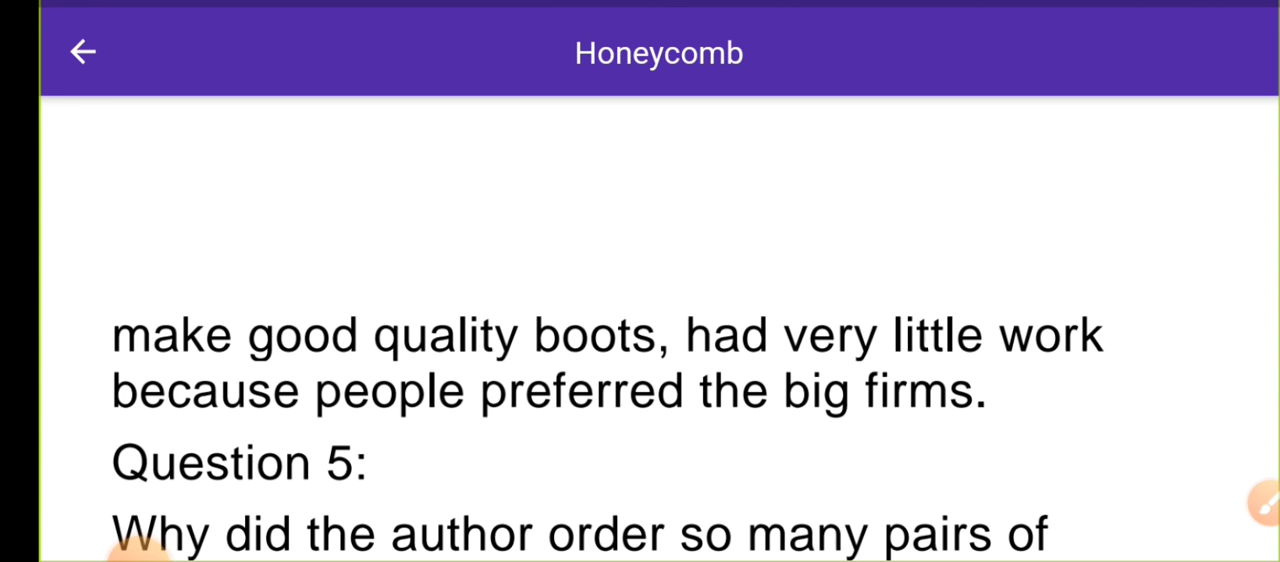 Honeycomb
make good quality boots, had very little work
because people preferred the big firms.
Question 5:
Why did the author order so many pairs of